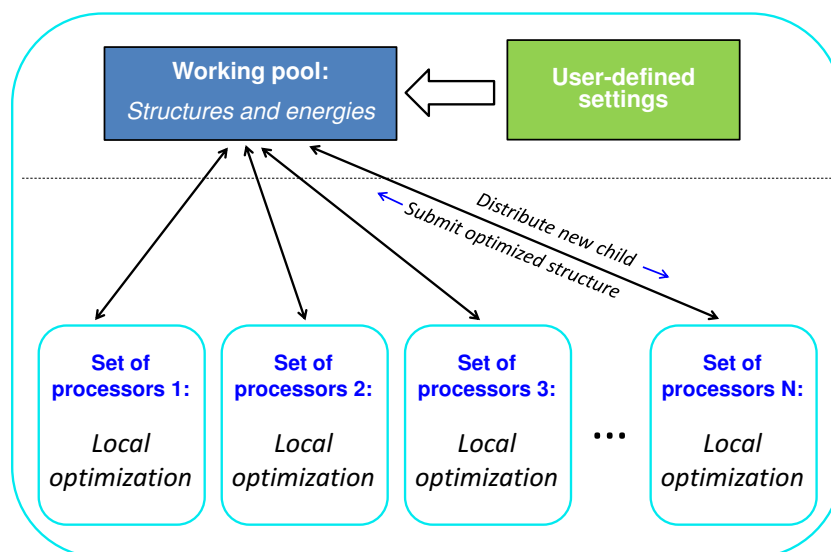 Working pool:
Structures and energies
User-defined
settings
Distribute new child
Submit optimized structure
Set of
processors 1:
Local
optimization
Set of
processors 2:
Local
optimization
Set of
processors 3:
Local
optimization
...
Set of
processors N:
Local
optimization